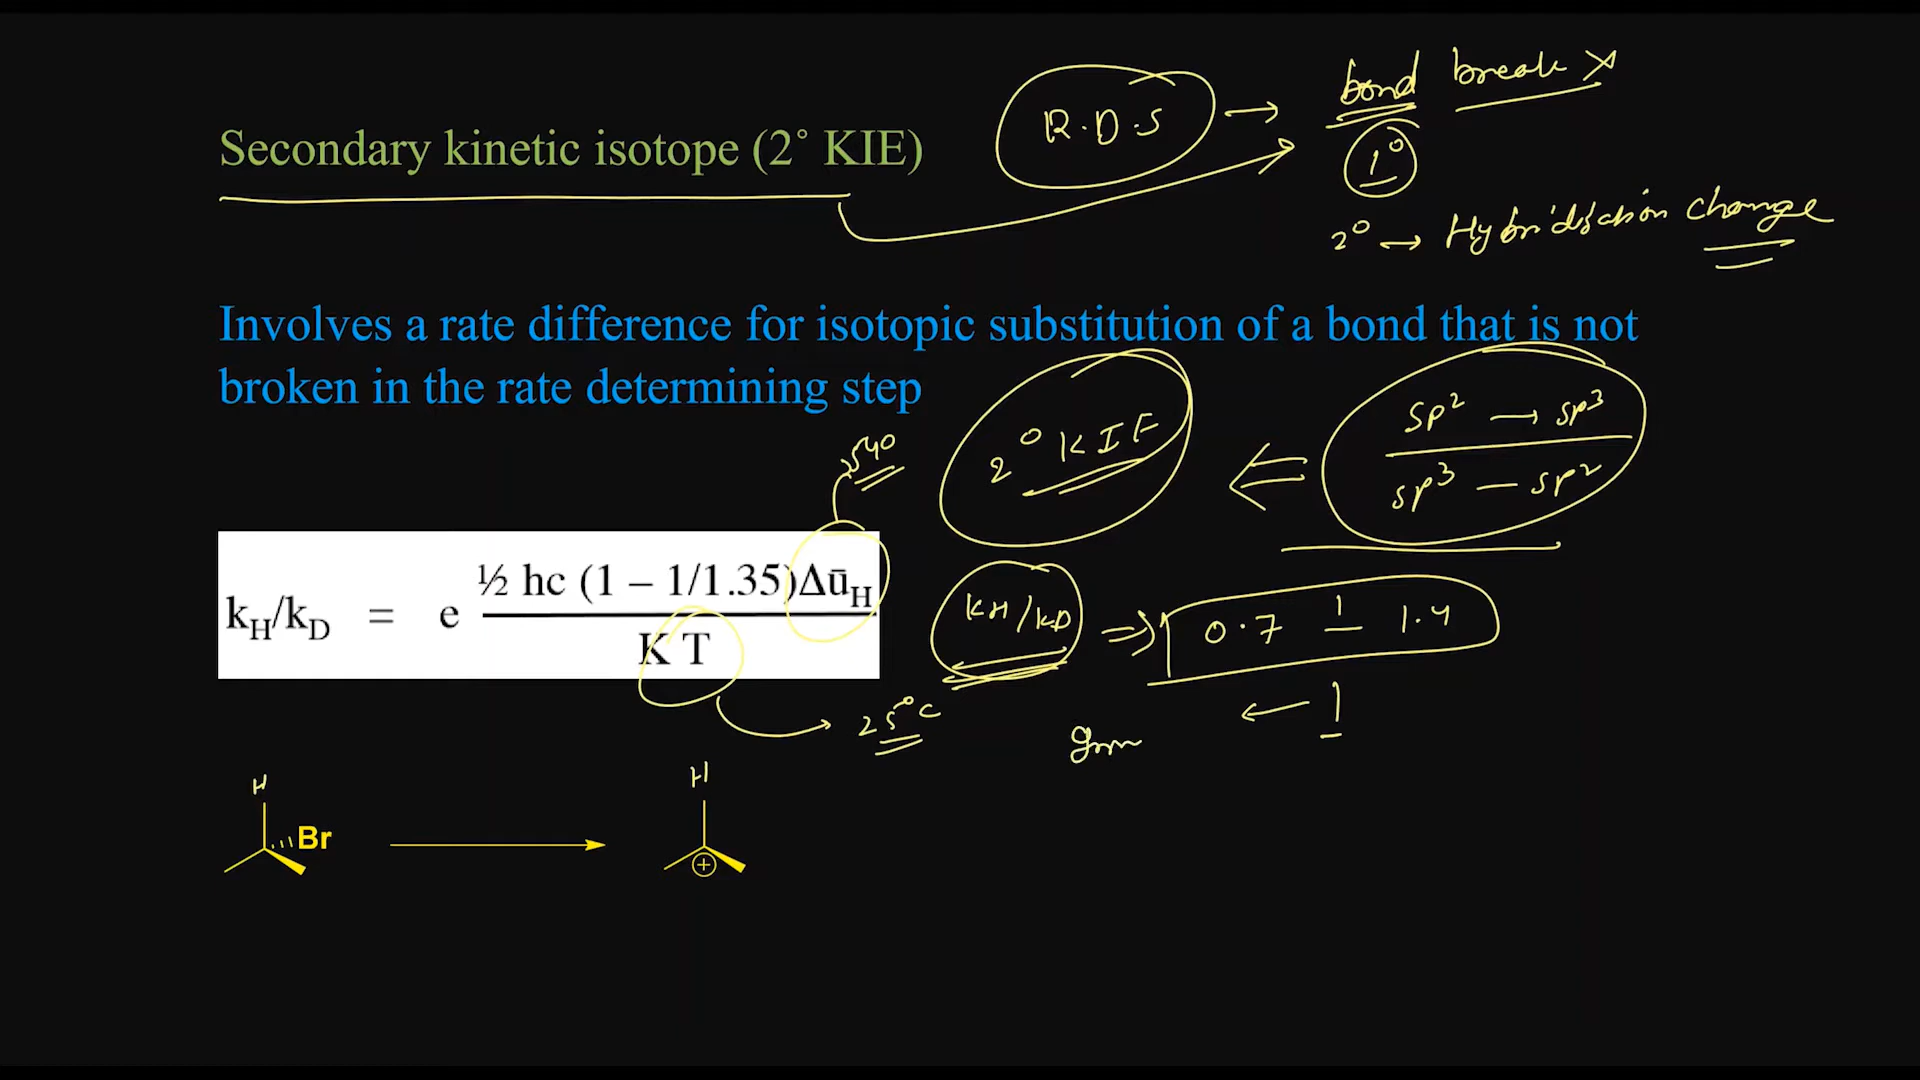 R.D.S → bond break ×
Secondary kinetic isotope (2° KIE)
1°
2° → Hybridisation change
Involves a rate difference for isotopic substitution of a bond that is not
broken in the rate determining step
sp² → sp³
sp³ — sp²
2° KIE
kH/kD = e ½ hc (1 – 1/1.35)ΔūH
K T
KH/KD ⇒ 0.7 1 1.4
← 1
25°C
H
Br
H
+